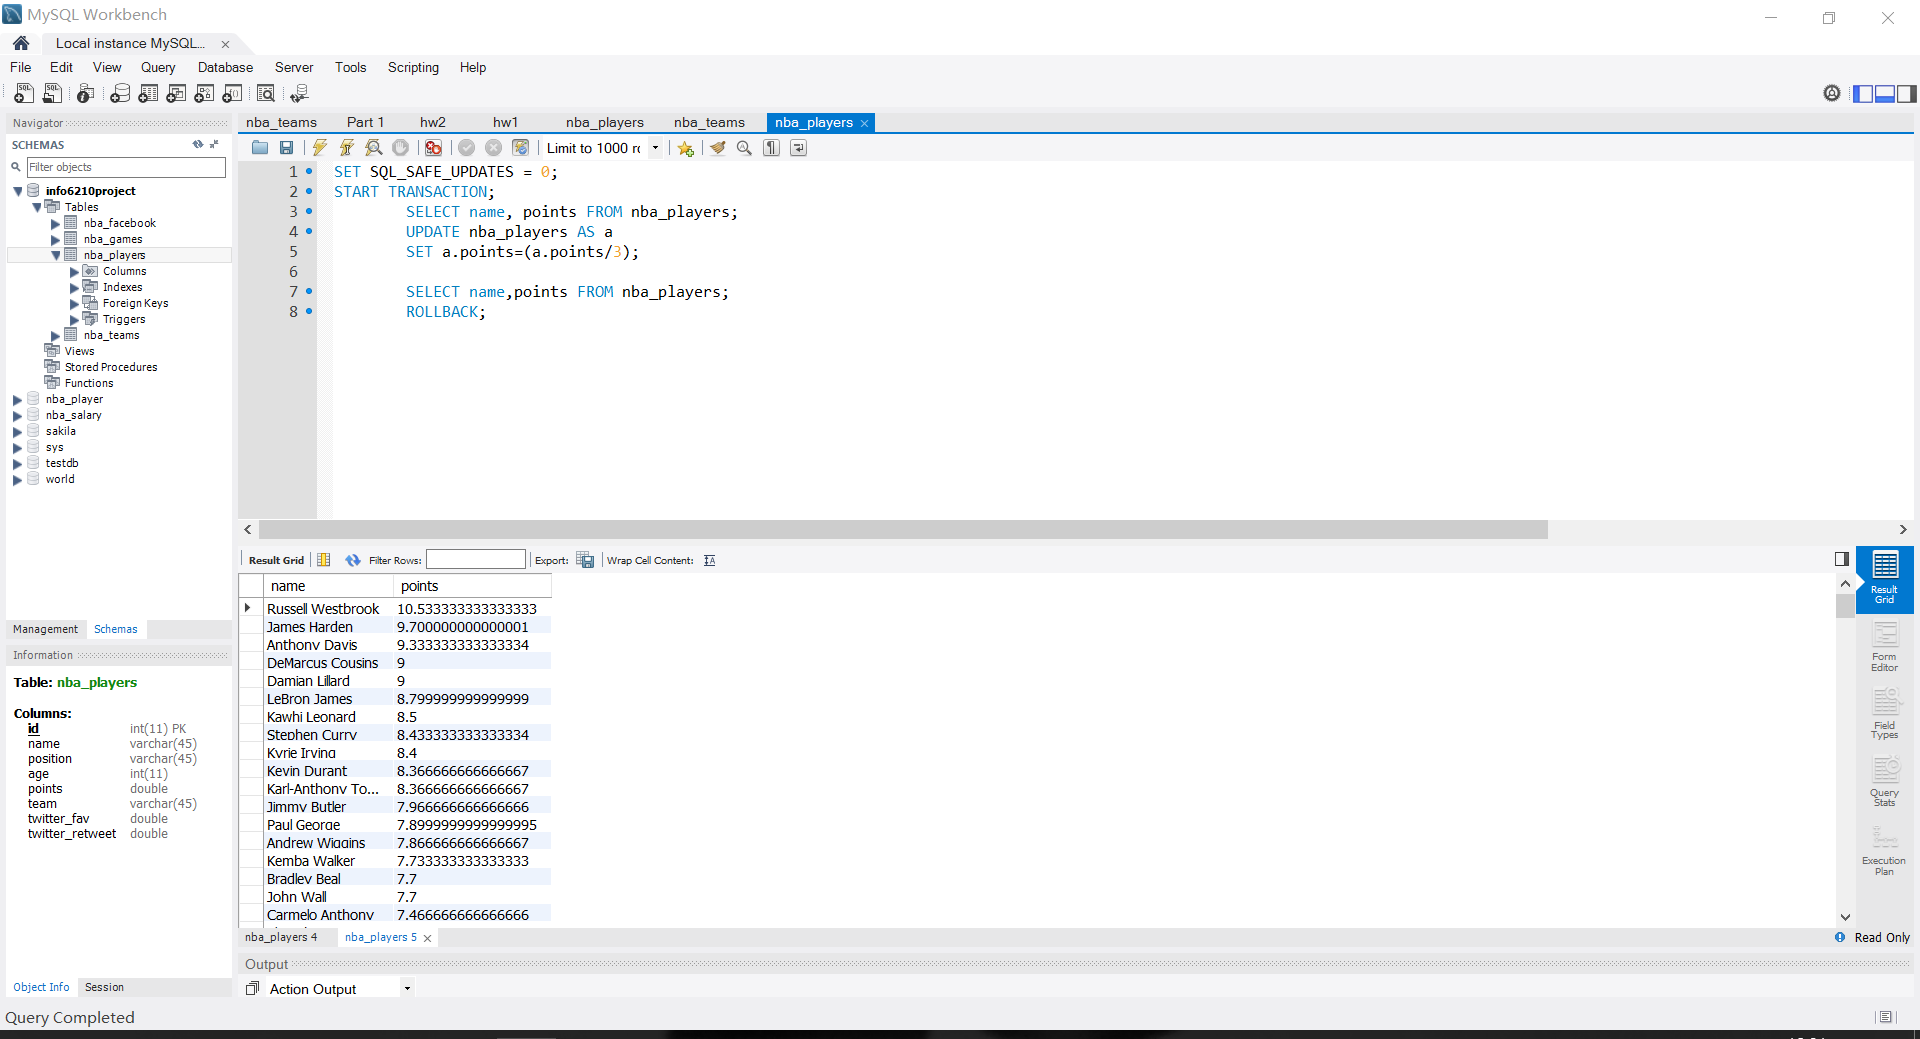 MySQL Workbench
Local instance MySQL...
File Edit View Query Database Server Tools Scripting Help
Navigator
SCHEMAS
Filter objects
info6210project
Tables
nba_facebook
nba_games
nba_players
Columns
Indexes
Foreign Keys
Triggers
nba_teams
Views
Stored Procedures
Functions
nba_player
nba_salary
sakila
sys
testdb
world
Management Schemas
Information
Table: nba_players
Columns:
id int(11) PK
name varchar(45)
position varchar(45)
age int(11)
points double
team varchar(45)
twitter_fav double
twitter_retweet double
Object Info Session
nba_teams Part 1 hw2 hw1 nba_players nba_teams nba_players
Limit to 1000 rc
1 SET SQL_SAFE_UPDATES = 0;
2 START TRANSACTION;
3 SELECT name, points FROM nba_players;
4 UPDATE nba_players AS a
5 SET a.points=(a.points/3);
6
7 SELECT name,points FROM nba_players;
8 ROLLBACK;
Result Grid Filter Rows: Export: Wrap Cell Content:
name points
Russell Westbrook 10.533333333333333
James Harden 9.700000000000001
Anthony Davis 9.333333333333334
DeMarcus Cousins 9
Damian Lillard 9
LeBron James 8.799999999999999
Kawhi Leonard 8.5
Stephen Curry 8.433333333333334
Kyrie Irving 8.4
Kevin Durant 8.366666666666667
Karl-Anthony To... 8.366666666666667
Jimmy Butler 7.966666666666666
Paul George 7.8999999999999995
Andrew Wiggins 7.866666666666667
Kemba Walker 7.733333333333333
Bradley Beal 7.7
John Wall 7.7
Carmelo Anthony 7.466666666666666
nba_players 4 nba_players 5
Result
Grid
Form
Editor
Field
Types
Query
Stats
Execution
Plan
Read Only
Output
Action Output
Query Completed